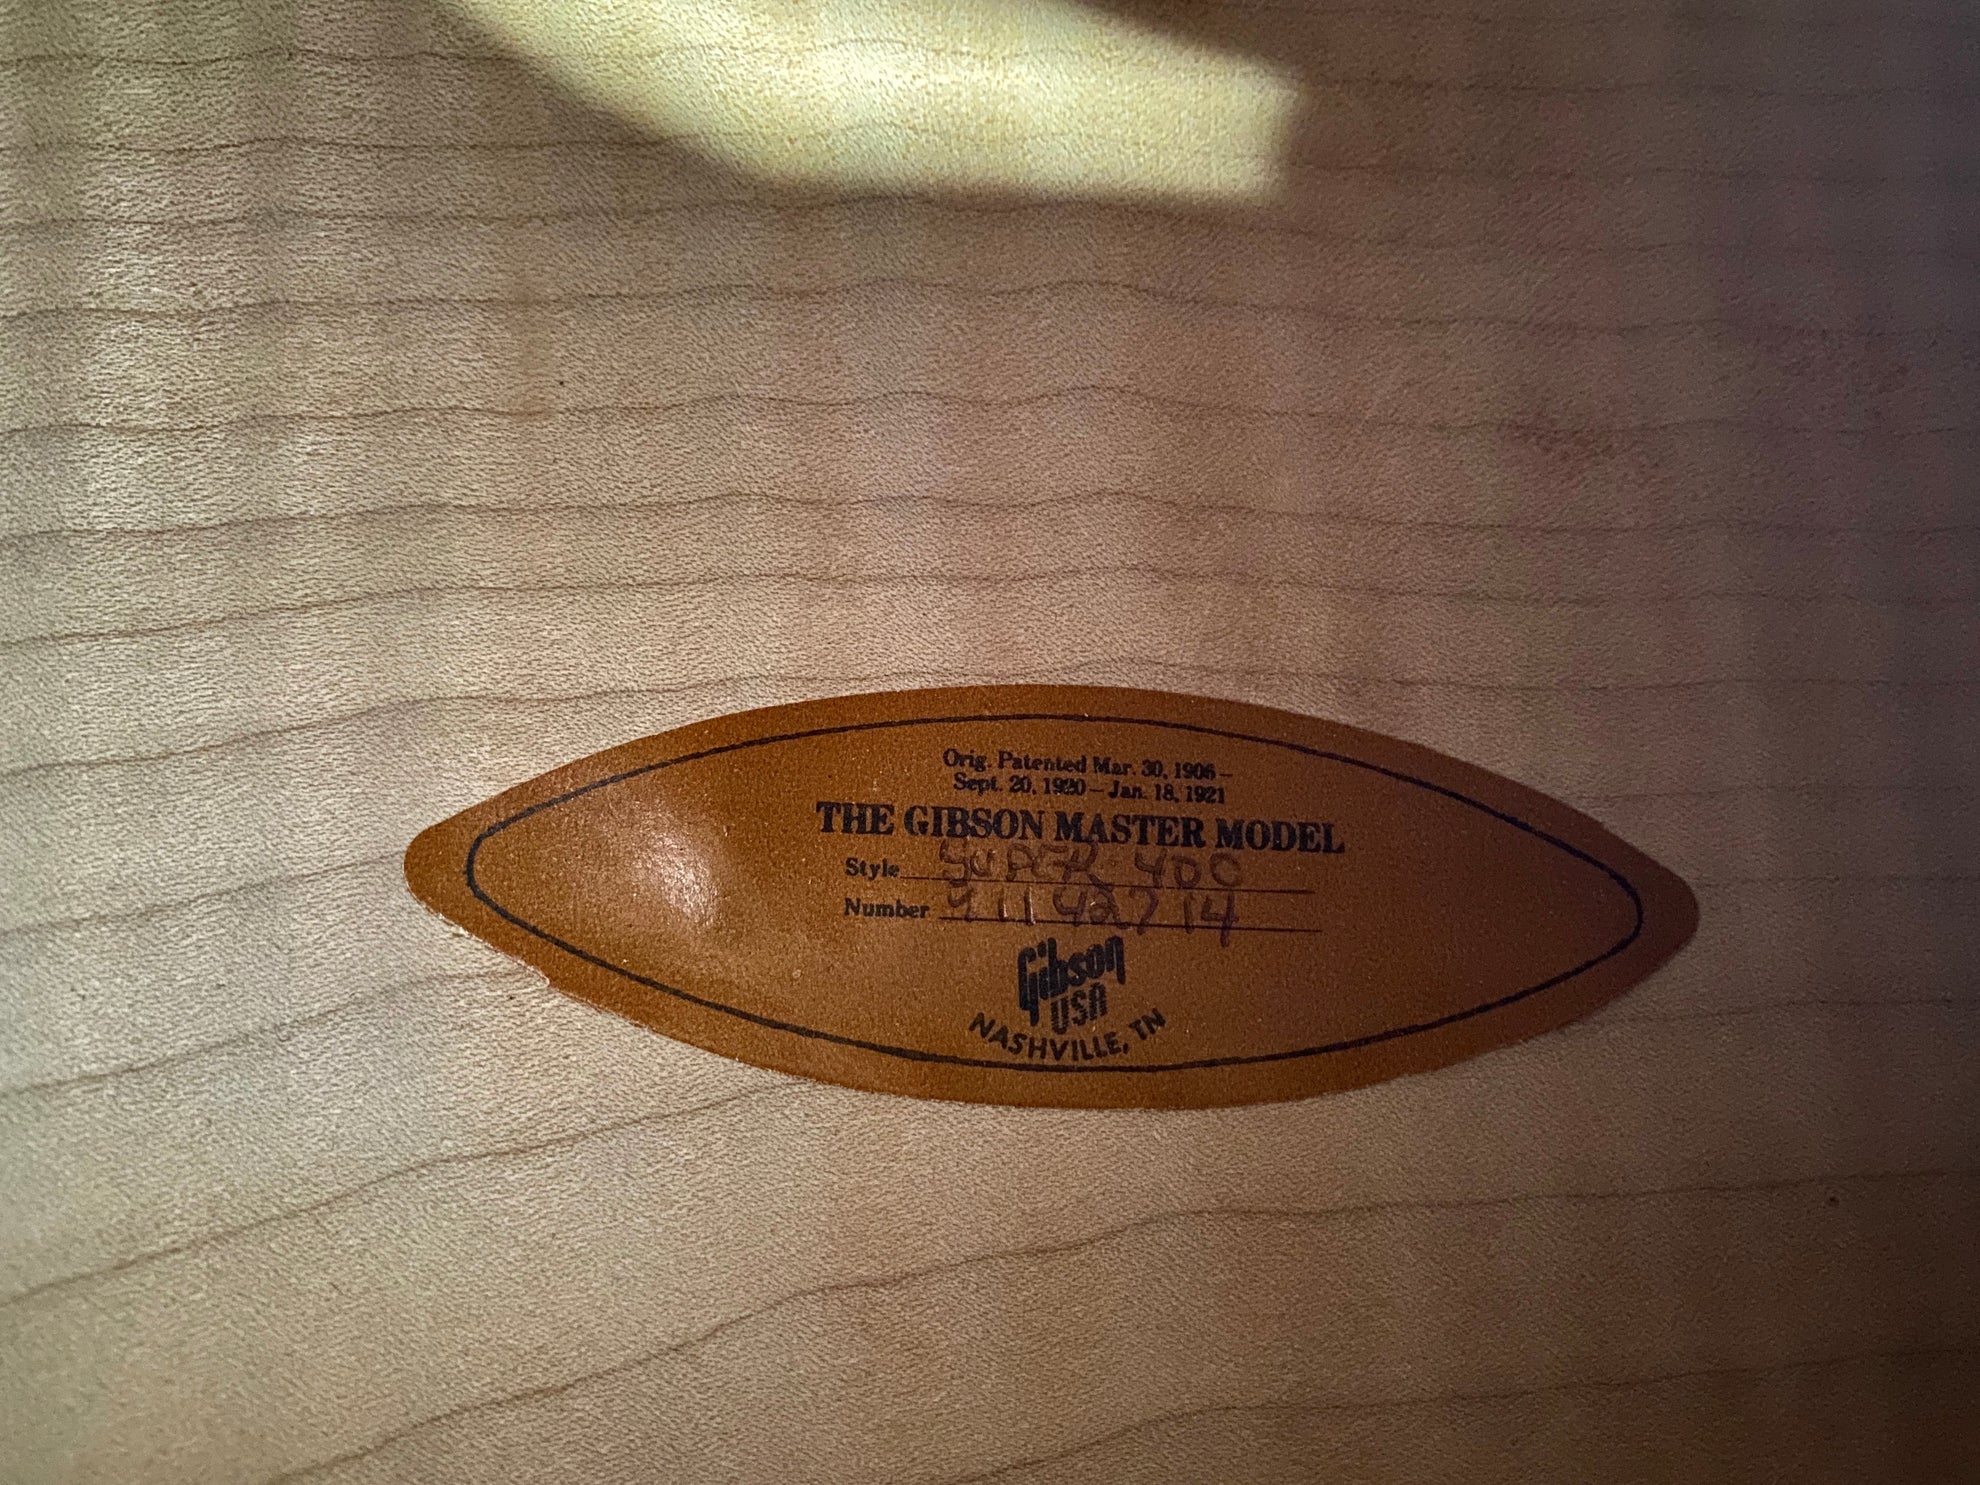 Orig. Patented Mar. 30, 1906 –
Sept. 20, 1920 – Jan. 18, 1921
THE GIBSON MASTER MODEL
Style SUPER 400
Number 91142714
Gibson
USA
NASHVILLE, TN